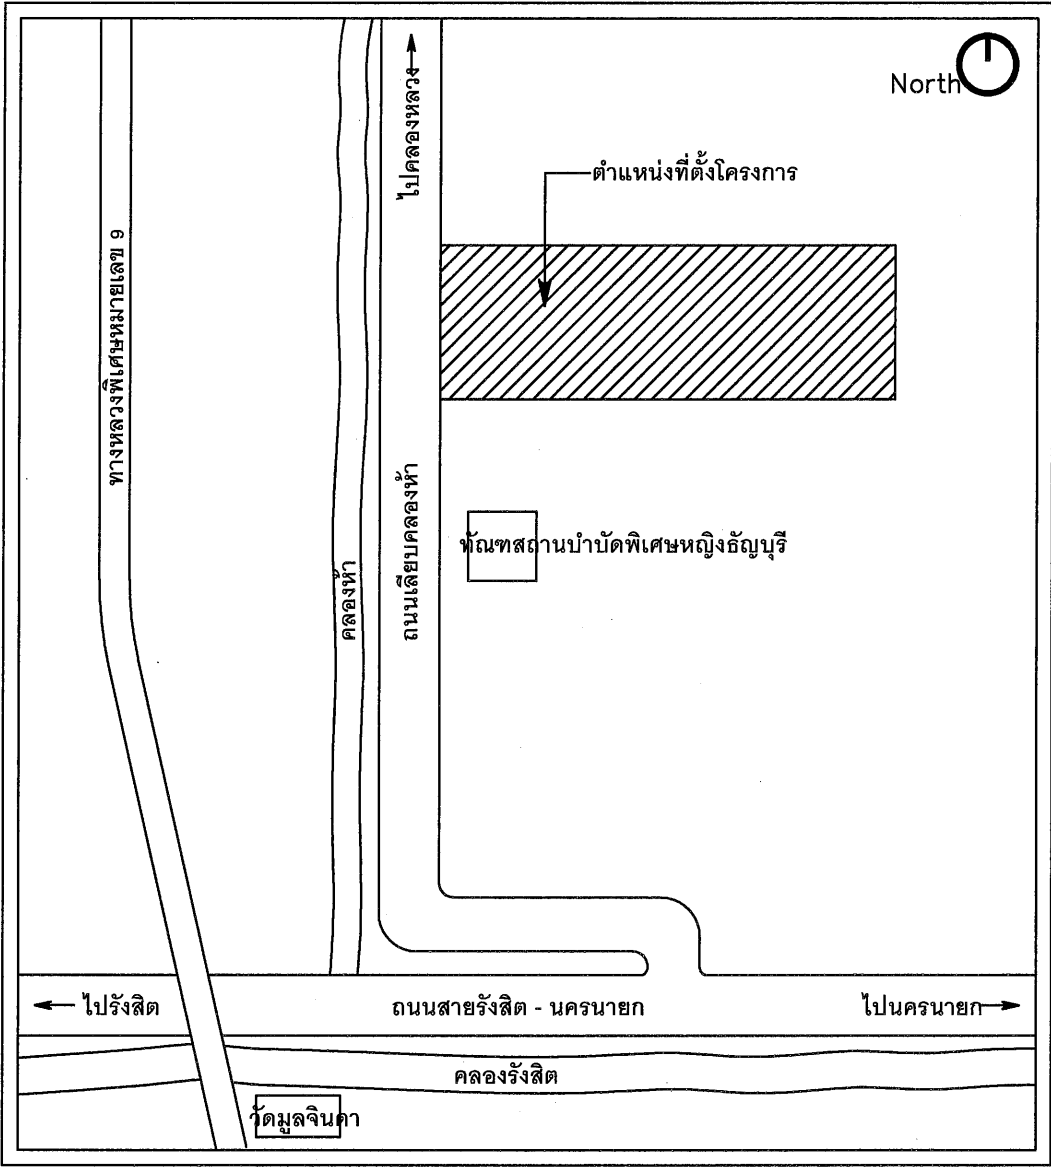 North
ไปคลองหลวง
ตำแหน่งที่ตั้งโครงการ
ทางหลวงพิเศษหมายเลข 9
ถนนเลียบคลองห้า
ทัณฑสถานบำบัดพิเศษหญิงธัญบุรี
คลองห้า
ไปรังสิต
ถนนสายรังสิต - นครนายก
ไปนครนายก
คลองรังสิต
วัดมูลจินดา